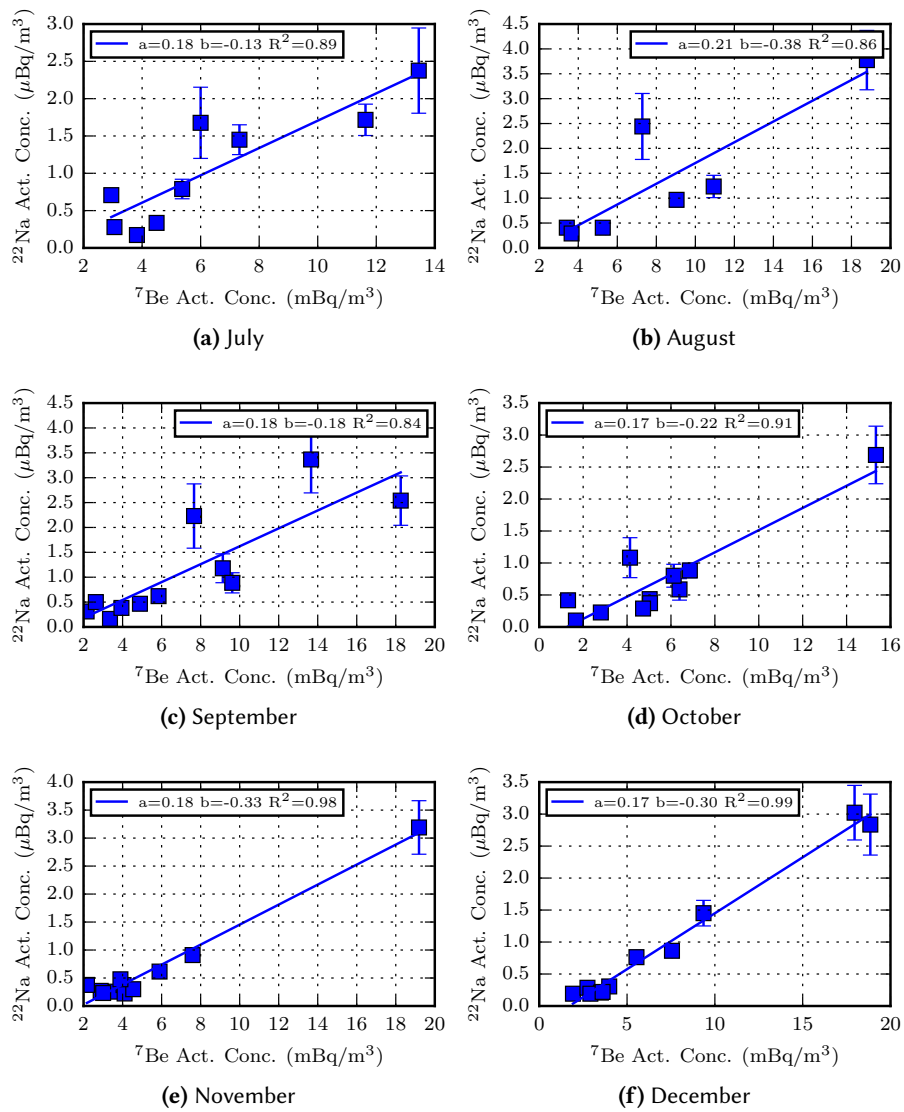 a=0.18 b=-0.13 R²=0.89
²²Na Act. Conc. (μBq/m³)
3.0
2.5
2.0
1.5
1.0
0.5
0.0
2 4 6 8 10 12 14
⁷Be Act. Conc. (mBq/m³)
(a) July
a=0.21 b=-0.38 R²=0.86
²²Na Act. Conc. (μBq/m³)
4.5
4.0
3.5
3.0
2.5
2.0
1.5
1.0
0.5
0.0
2 4 6 8 10 12 14 16 18 20
⁷Be Act. Conc. (mBq/m³)
(b) August
a=0.18 b=-0.18 R²=0.84
²²Na Act. Conc. (μBq/m³)
4.5
4.0
3.5
3.0
2.5
2.0
1.5
1.0
0.5
0.0
2 4 6 8 10 12 14 16 18 20
⁷Be Act. Conc. (mBq/m³)
(c) September
a=0.17 b=-0.22 R²=0.91
²²Na Act. Conc. (μBq/m³)
3.5
3.0
2.5
2.0
1.5
1.0
0.5
0.0
0 2 4 6 8 10 12 14 16
⁷Be Act. Conc. (mBq/m³)
(d) October
a=0.18 b=-0.33 R²=0.98
²²Na Act. Conc. (μBq/m³)
4.0
3.5
3.0
2.5
2.0
1.5
1.0
0.5
0.0
2 4 6 8 10 12 14 16 18 20
⁷Be Act. Conc. (mBq/m³)
(e) November
a=0.17 b=-0.30 R²=0.99
²²Na Act. Conc. (μBq/m³)
3.5
3.0
2.5
2.0
1.5
1.0
0.5
0.0
0 5 10 15 20
⁷Be Act. Conc. (mBq/m³)
(f) December